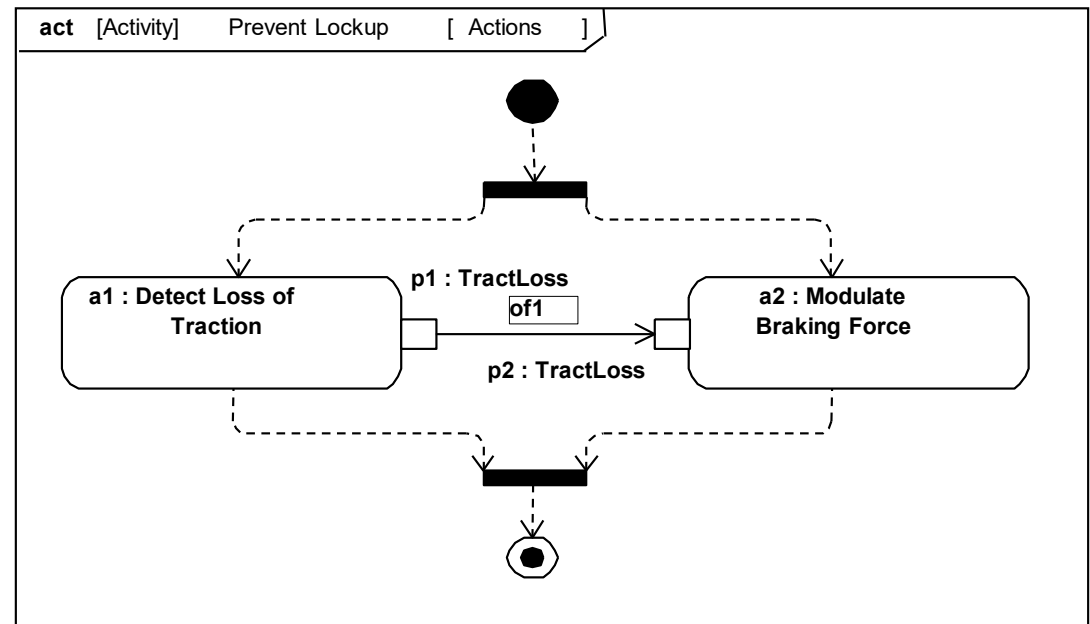 act [Activity] Prevent Lockup [ Actions ]
p1 : TractLoss
a1 : Detect Loss of
Traction
of1
a2 : Modulate
Braking Force
p2 : TractLoss